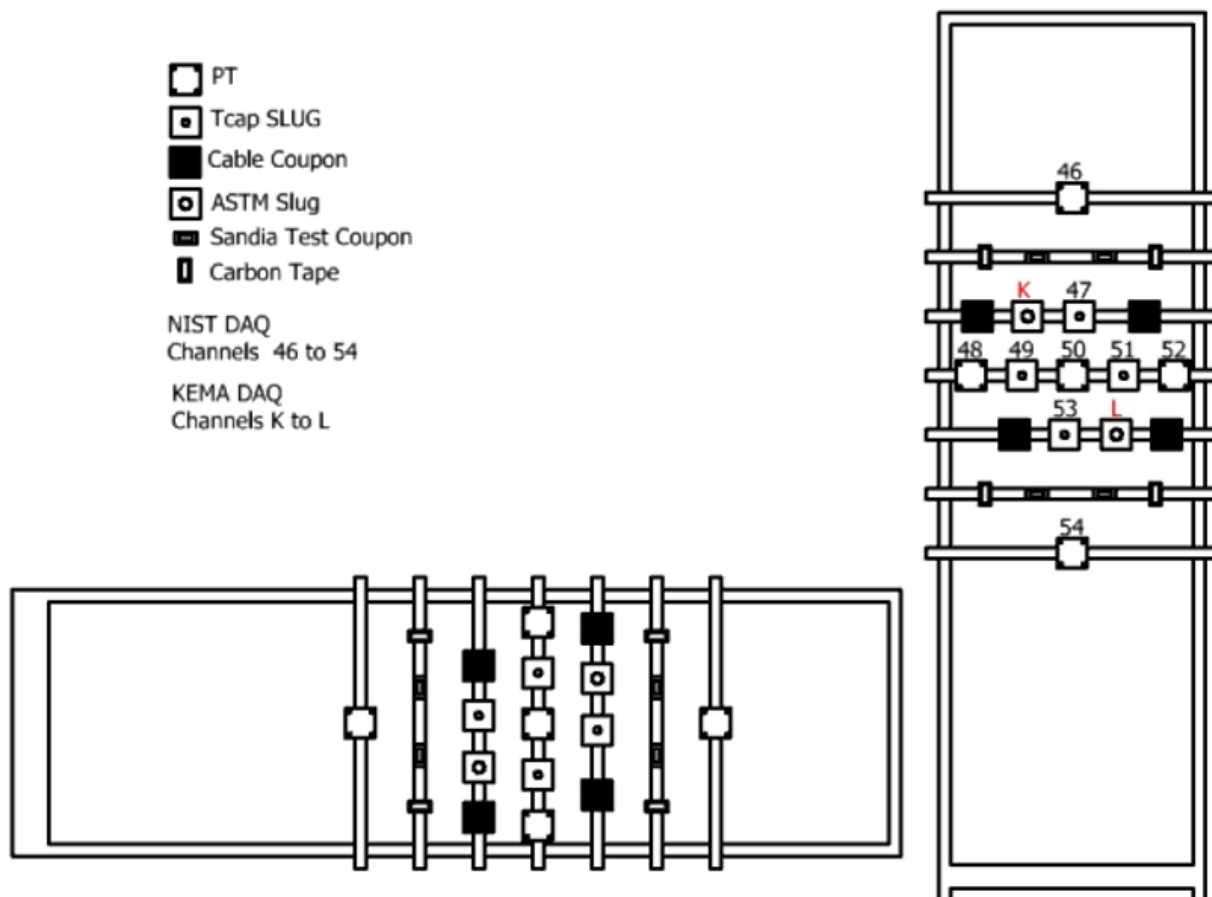 PT
Tcap SLUG
Cable Coupon
ASTM Slug
Sandia Test Coupon
Carbon Tape
NIST DAQ
Channels 46 to 54
KEMA DAQ
Channels K to L
46
K 47
48 49 50 51 52
53 L
54